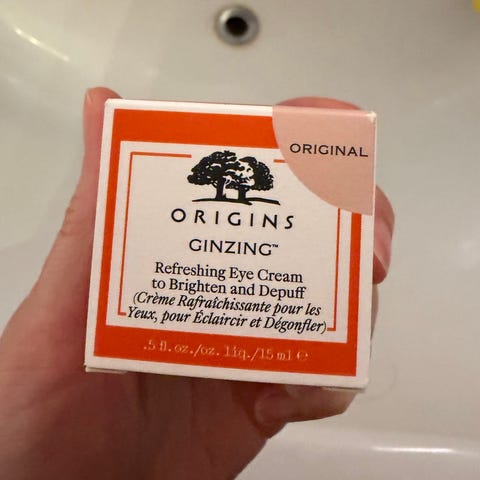 ORIGINAL
ORIGINS
GINZING™
Refreshing Eye Cream
to Brighten and Depuff
(Crème Rafraîchissante pour les
Yeux, pour Éclaircir et Dégonfler)
.5 fl. oz./oz. liq./15 ml ℮